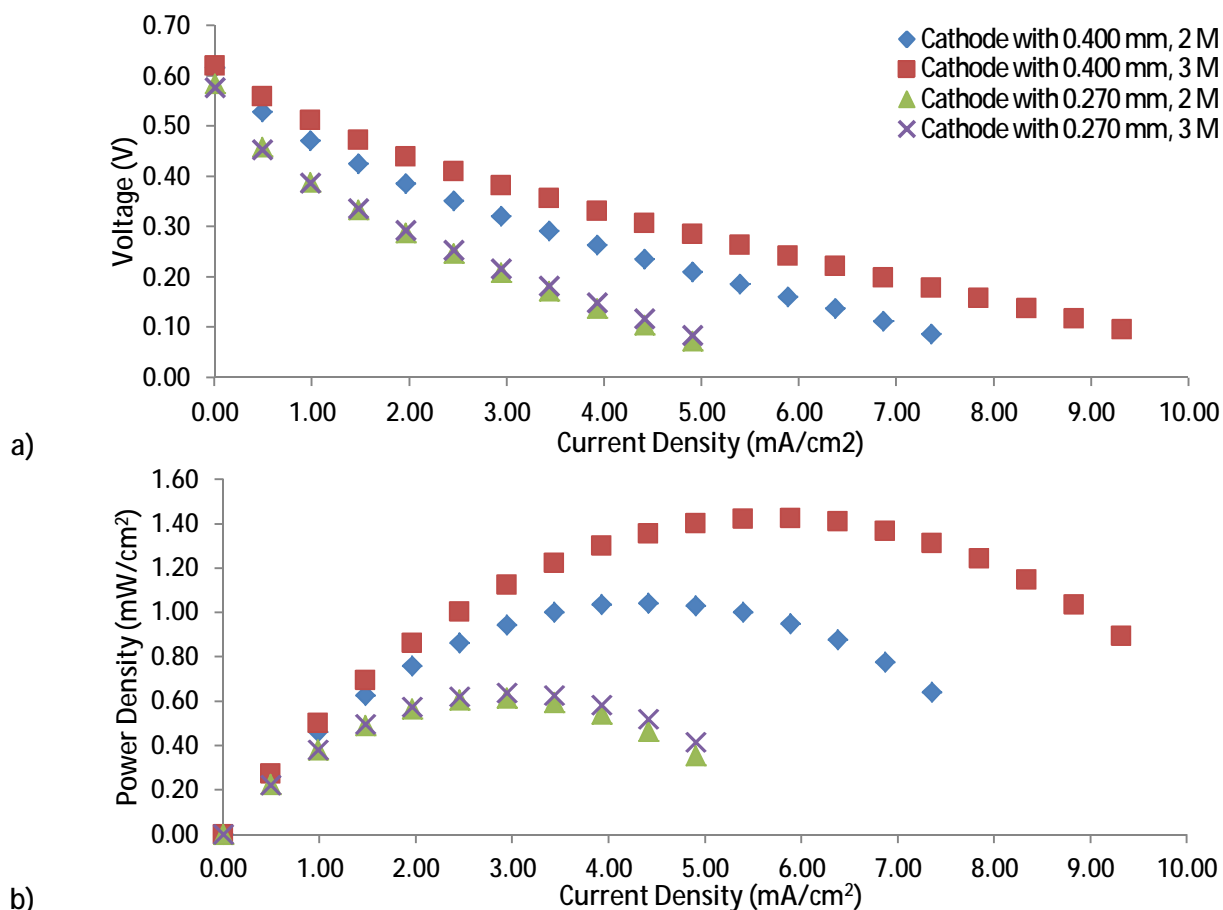 0.70
0.60
0.50
0.40
0.30
0.20
0.10
0.00
Voltage (V)
Cathode with 0.400 mm, 2 M
Cathode with 0.400 mm, 3 M
Cathode with 0.270 mm, 2 M
Cathode with 0.270 mm, 3 M
0.00 1.00 2.00 3.00 4.00 5.00 6.00 7.00 8.00 9.00 10.00
Current Density (mA/cm2)
a)
1.60
1.40
1.20
1.00
0.80
0.60
0.40
0.20
0.00
Power Density (mW/cm²)
0.00 1.00 2.00 3.00 4.00 5.00 6.00 7.00 8.00 9.00 10.00
Current Density (mA/cm²)
b)